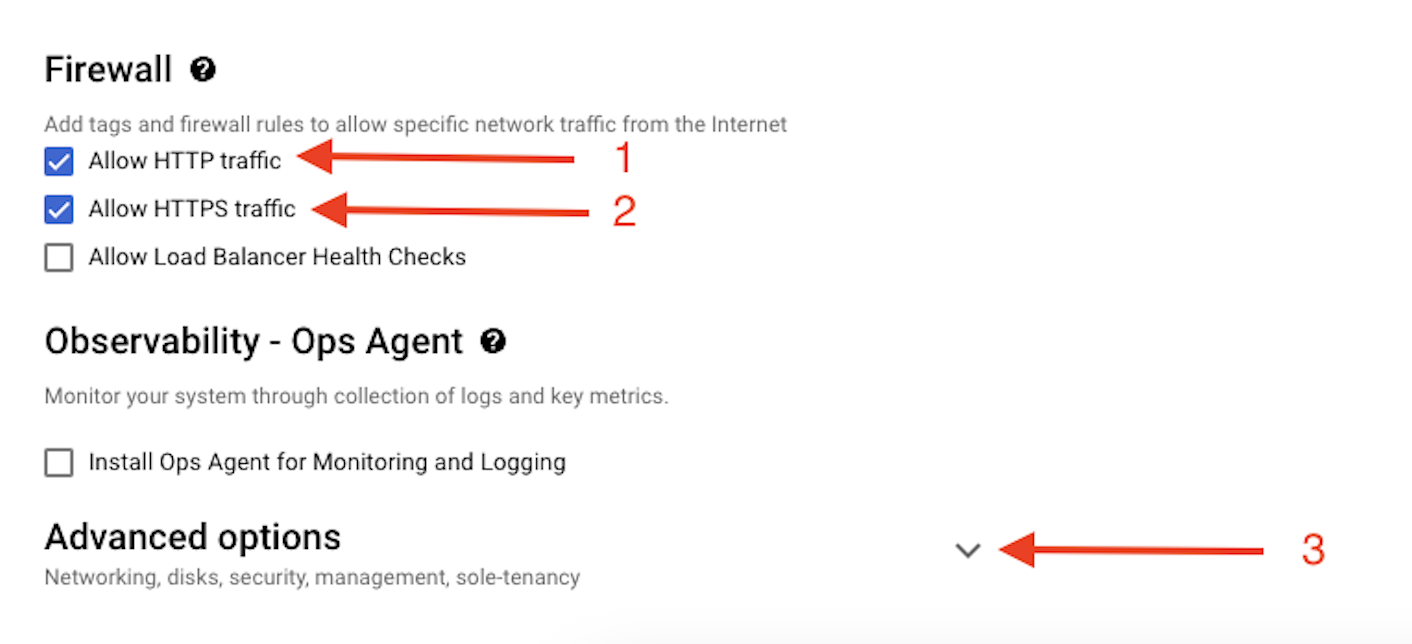 Firewall ?
Add tags and firewall rules to allow specific network traffic from the Internet
Allow HTTP traffic 1
Allow HTTPS traffic 2
Allow Load Balancer Health Checks
Observability - Ops Agent ?
Monitor your system through collection of logs and key metrics.
Install Ops Agent for Monitoring and Logging
Advanced options
3
Networking, disks, security, management, sole-tenancy